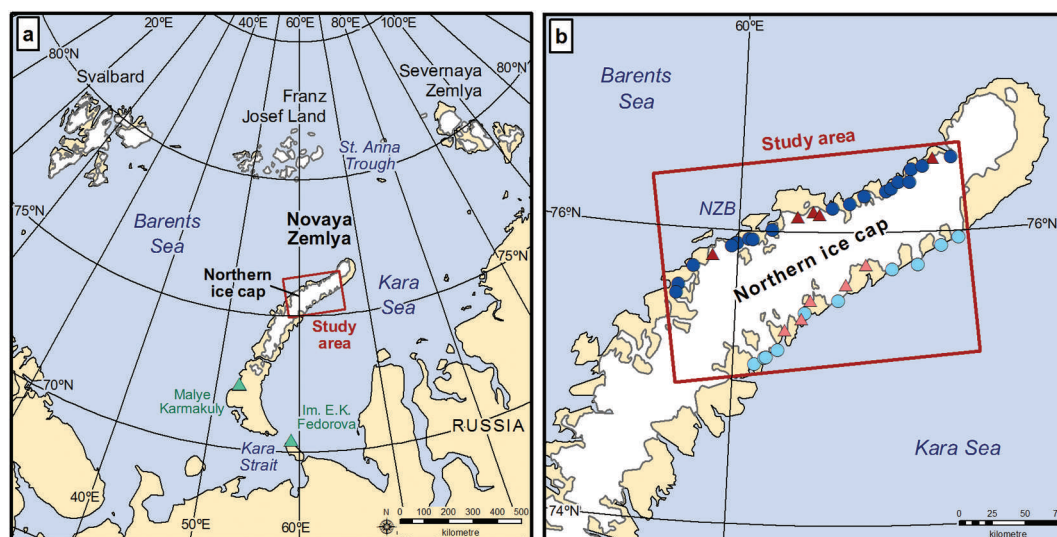 a
20ºE
40ºE
60ºE
80ºE
100ºE
80ºN
Svalbard
Franz
Josef Land
Severnaya
Zemlya
80ºN
St. Anna
Trough
75ºN
Barents
Sea
Novaya
Zemlya
75ºN
Northern
ice cap
Kara
Sea
Study
area
70ºN
Malye
Karmakuly
Im. E.K.
Fedorova
RUSSIA
Kara
Strait
40ºE
50ºE
60ºE
N
0 100 200 300 400 500
kilometre
b
60ºE
Barents
Sea
Study area
76ºN
NZB
76ºN
Northern ice cap
Kara Sea
74ºN
0 25 50
kilometre